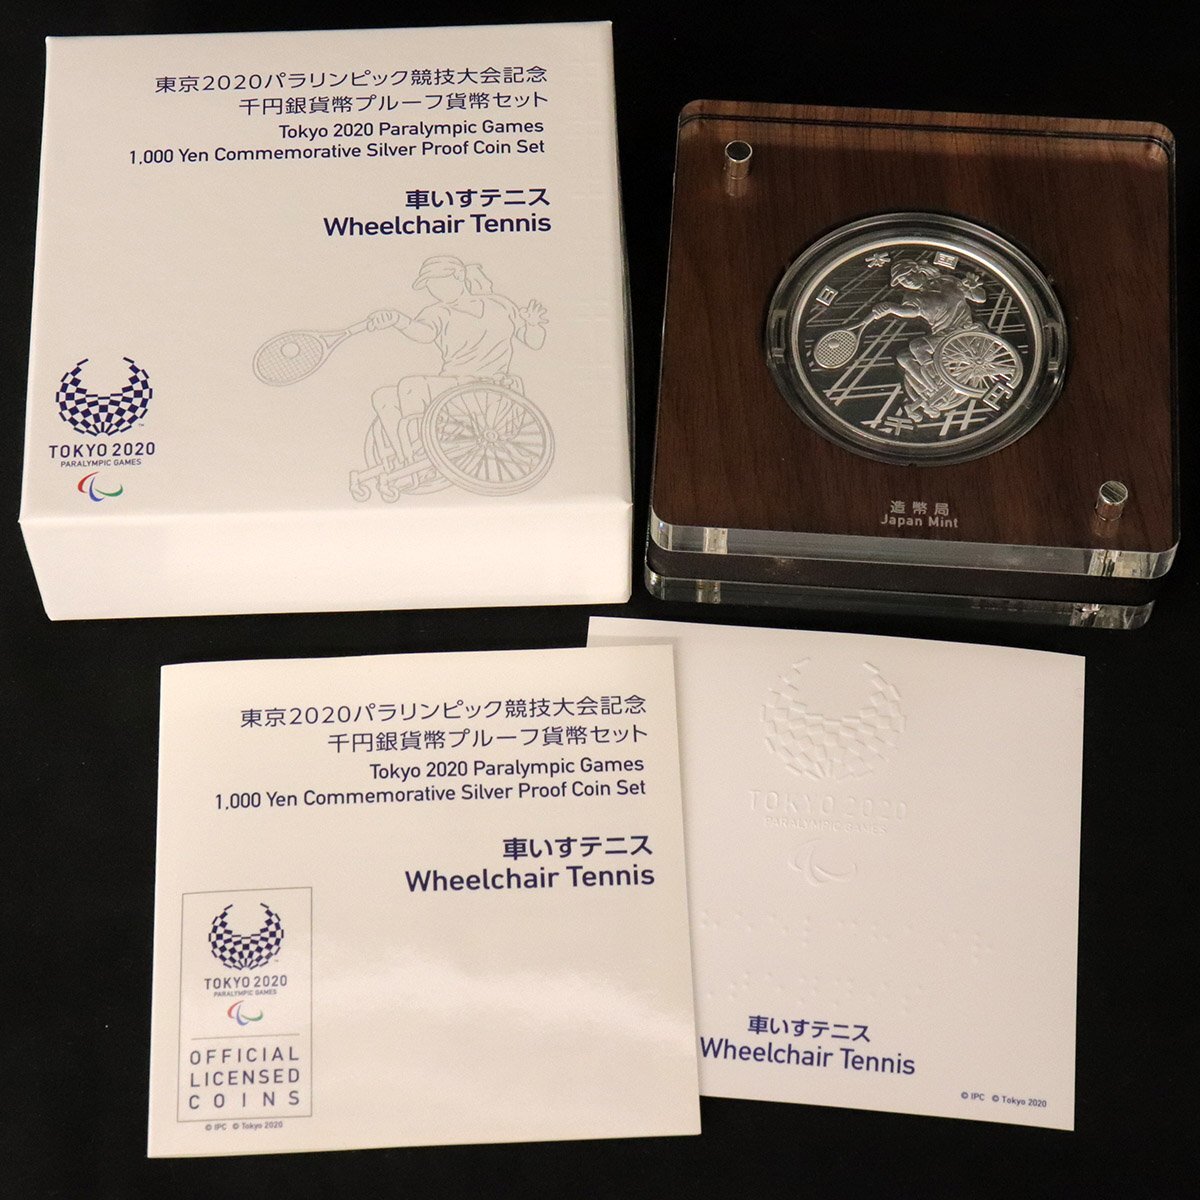 東京2020パラリンピック競技大会記念
千円銀貨幣プルーフ貨幣セット
Tokyo 2020 Paralympic Games
1,000 Yen Commemorative Silver Proof Coin Set
車いすテニス
Wheelchair Tennis
TOKYO 2020
PARALYMPIC GAMES
日本国
千円
造幣局
Japan Mint
東京2020パラリンピック競技大会記念
千円銀貨幣プルーフ貨幣セット
Tokyo 2020 Paralympic Games
1,000 Yen Commemorative Silver Proof Coin Set
車いすテニス
Wheelchair Tennis
TOKYO 2020
PARALYMPIC GAMES
OFFICIAL
LICENSED
COINS
© IPC © Tokyo 2020
TOKYO 2020
PARALYMPIC GAMES
車いすテニス
Wheelchair Tennis
© IPC © Tokyo 2020